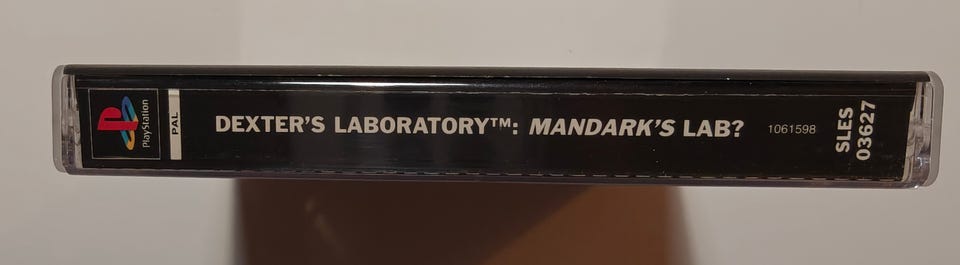 PlayStation
PAL
DEXTER'S LABORATORY™: MANDARK'S LAB?
1061598
SLES
03627